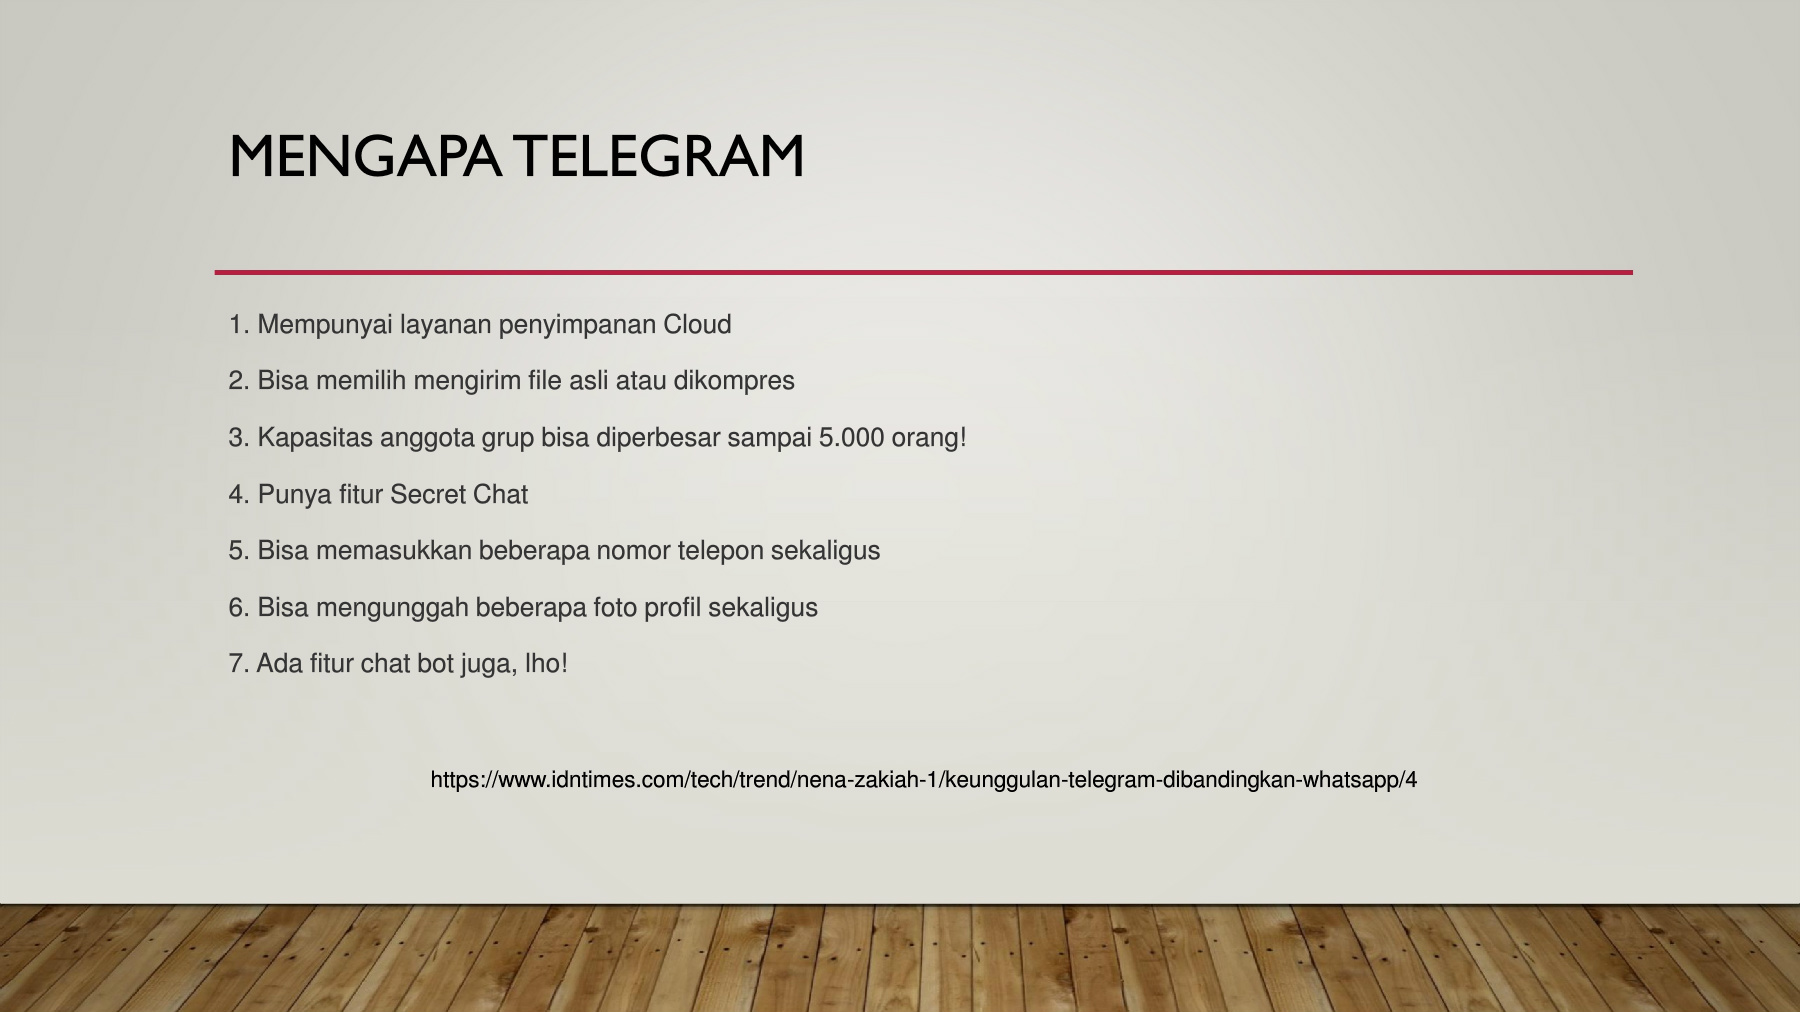 MENGAPA TELEGRAM
1. Mempunyai layanan penyimpanan Cloud
2. Bisa memilih mengirim file asli atau dikompres
3. Kapasitas anggota grup bisa diperbesar sampai 5.000 orang!
4. Punya fitur Secret Chat
5. Bisa memasukkan beberapa nomor telepon sekaligus
6. Bisa mengunggah beberapa foto profil sekaligus
7. Ada fitur chat bot juga, lho!
https://www.idntimes.com/tech/trend/nena-zakiah-1/keunggulan-telegram-dibandingkan-whatsapp/4